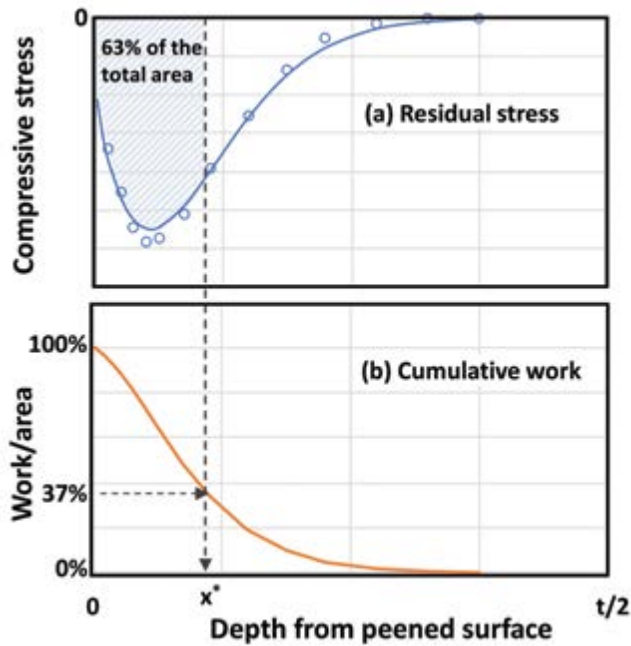 0
63% of the
total area
(a) Residual stress
Compressive stress
100%
(b) Cumulative work
Work/area
37%
0%
0
x*
t/2
Depth from peened surface